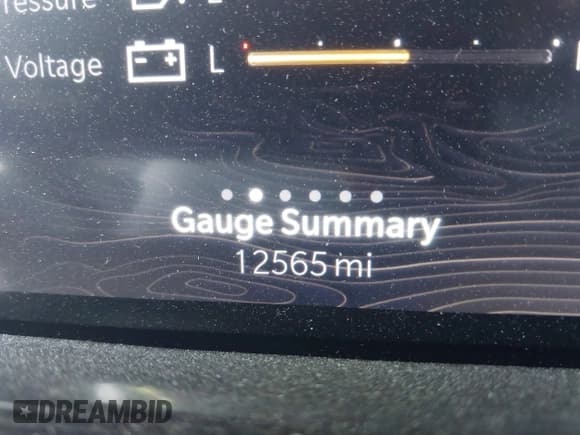 ressure
Voltage L
Gauge Summary
12565 mi
DREAMBID